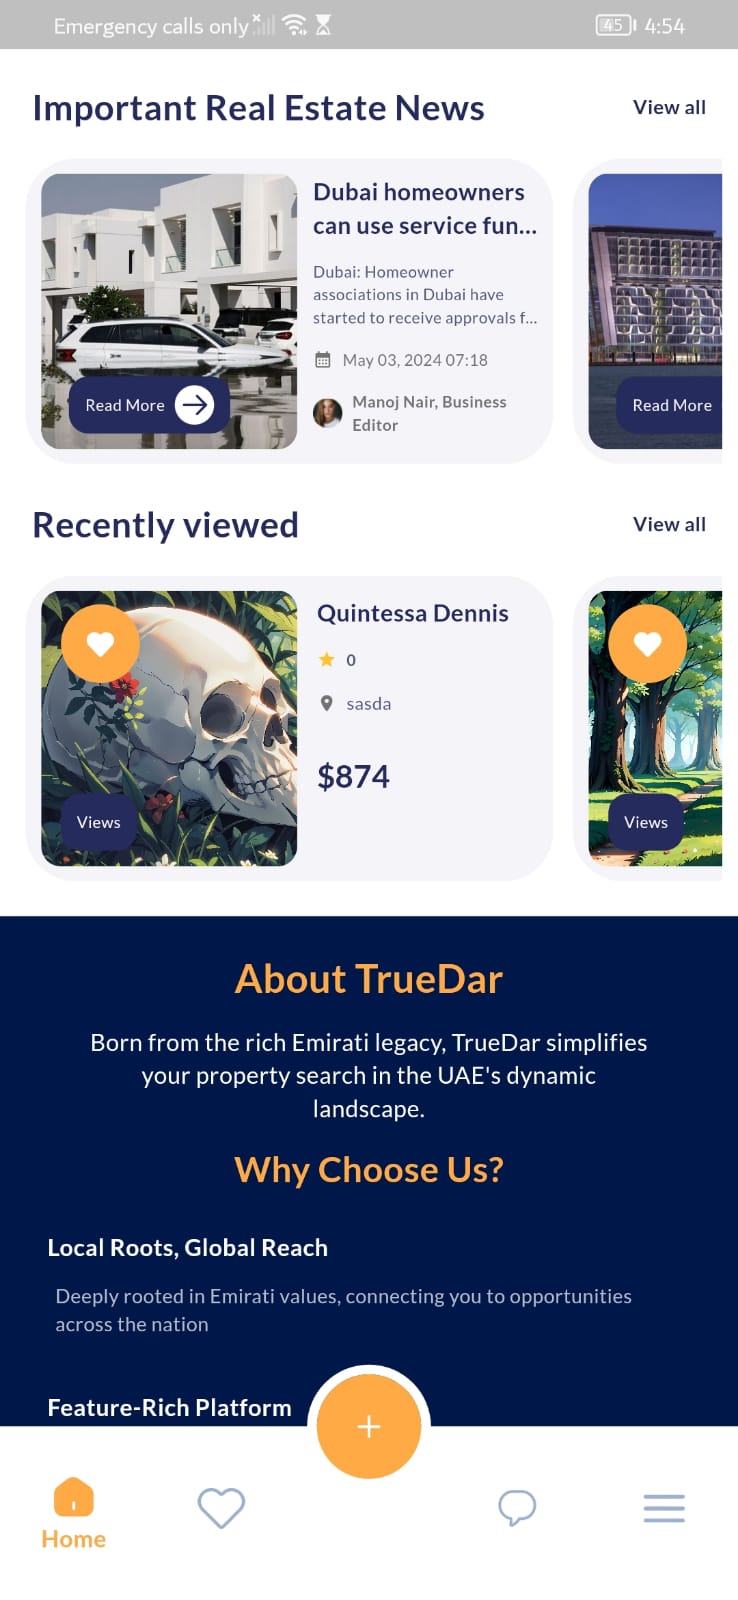 Emergency calls only
45 4:54
Important Real Estate News
View all
Dubai homeowners
can use service fun...
Dubai: Homeowner
associations in Dubai have
started to receive approvals f...
May 03, 2024 07:18
Manoj Nair, Business
Editor
Read More
Read More
Recently viewed
View all
Quintessa Dennis
0
sasda
$874
Views
Views
About TrueDar
Born from the rich Emirati legacy, TrueDar simplifies
your property search in the UAE's dynamic
landscape.
Why Choose Us?
Local Roots, Global Reach
Deeply rooted in Emirati values, connecting you to opportunities
across the nation
Feature-Rich Platform
+
Home